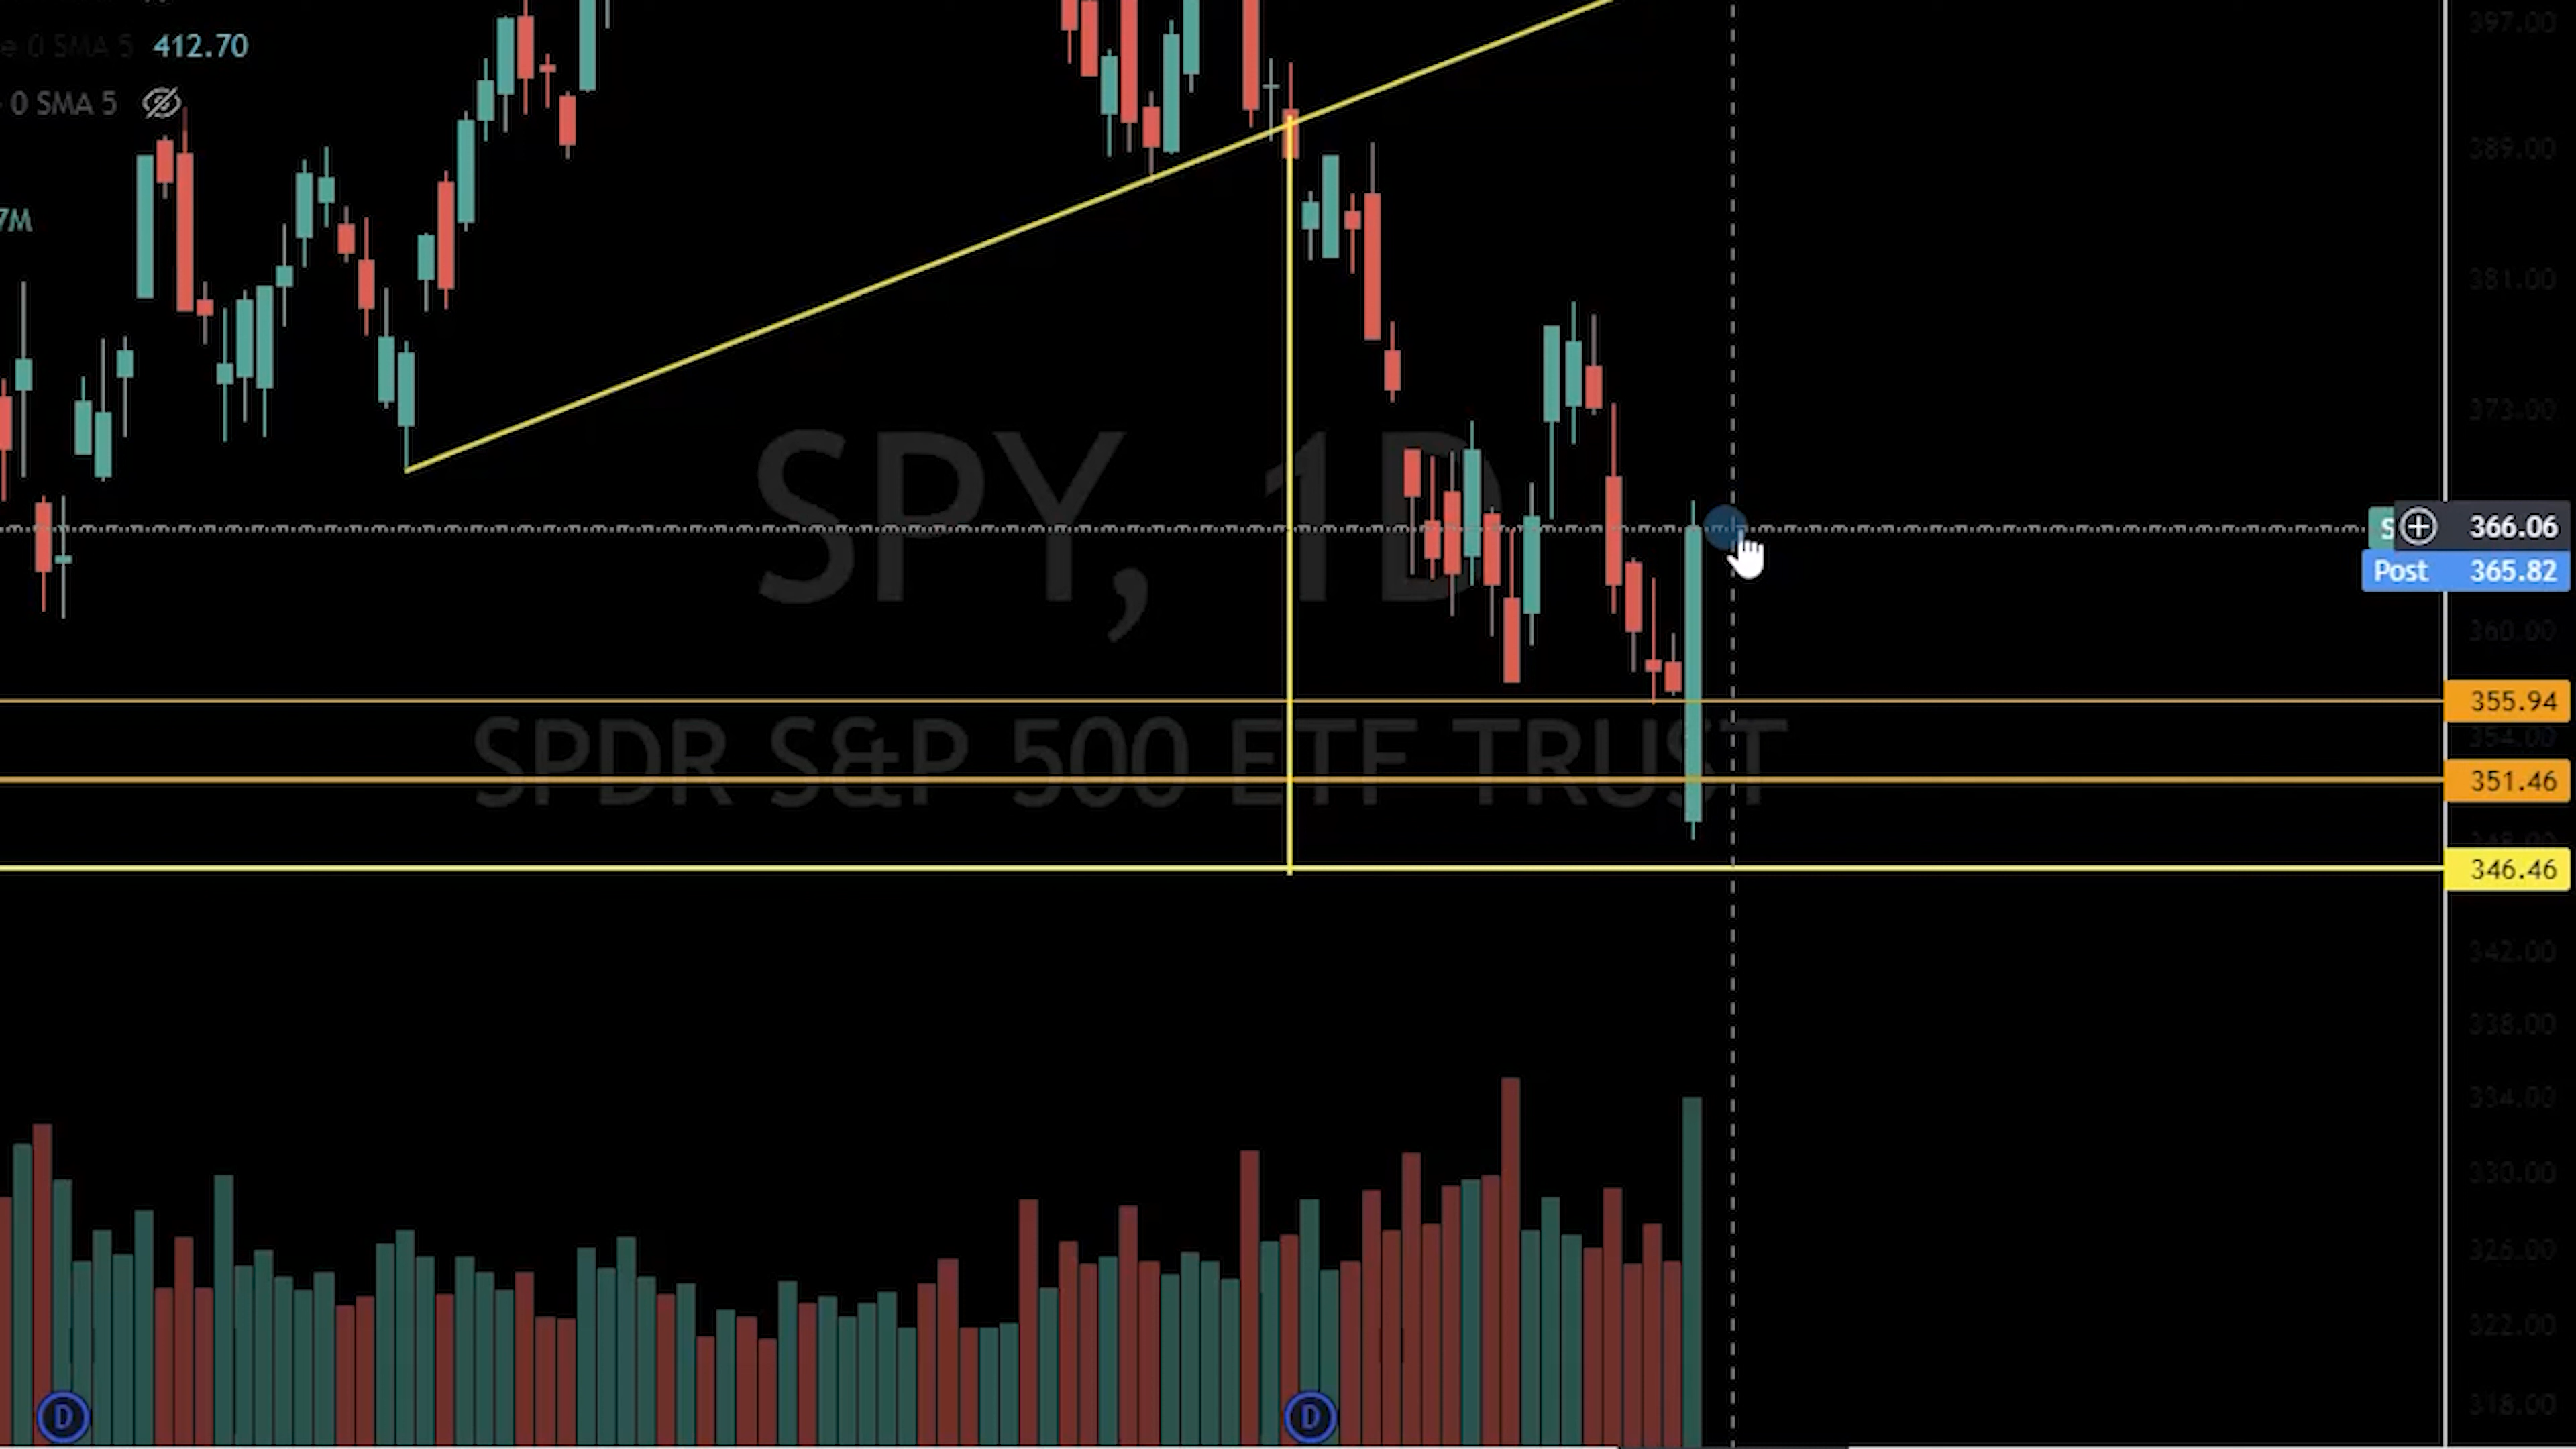 0 SMA 5 412.70
0 SMA 5
7M
SPY, 1D
SPDR S&P 500 ETF TRUST
397.00
389.00
381.00
373.00
S 366.06
Post 365.82
360.00
355.94
354.00
351.46
346.46
342.00
338.00
334.00
330.00
326.00
322.00
318.00
D D